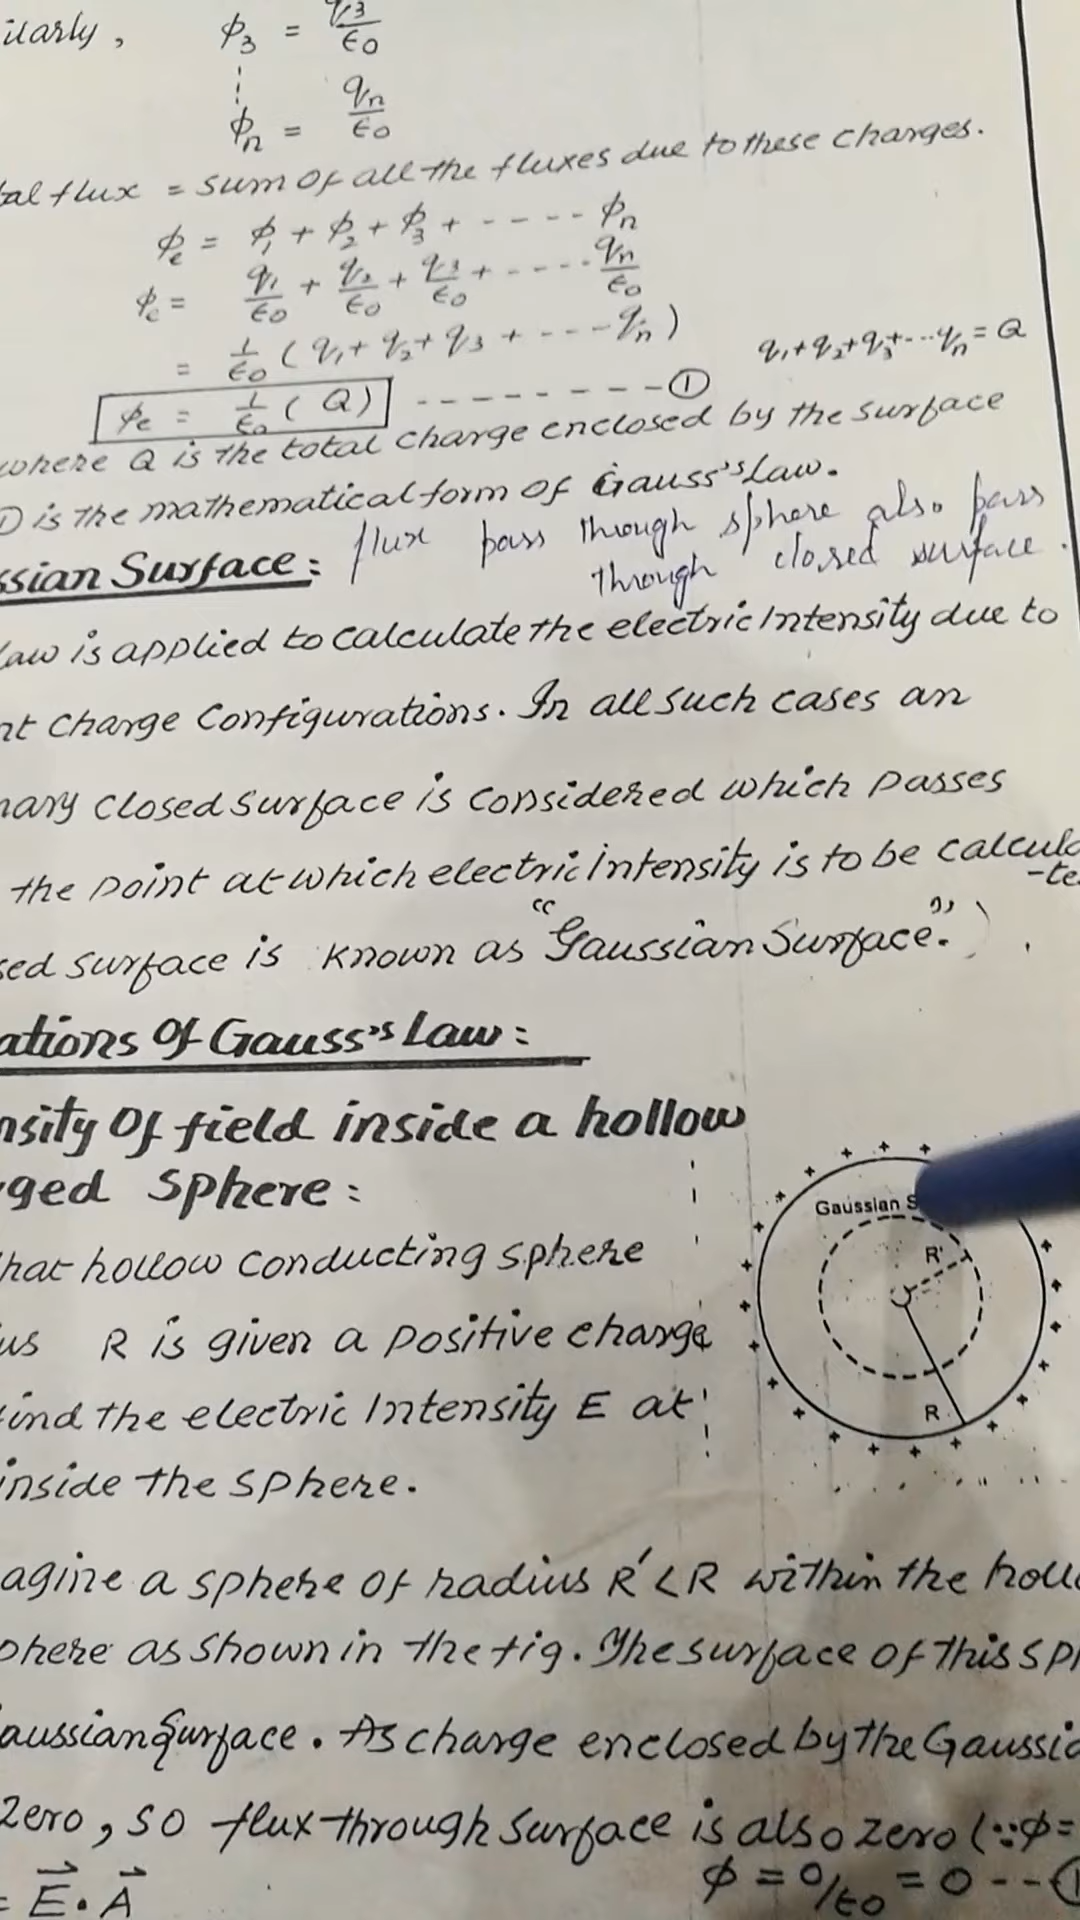 ilarly, ϕ3 = q3/ϵ0
ϕn = qn/ϵ0
tal flux = sum of all the fluxes due to these charges.
ϕe = ϕ1 + ϕ2 + ϕ3 + ----- ϕn
ϕe = q1/ϵ0 + q2/ϵ0 + q3/ϵ0 + ----- qn/ϵ0
= 1/ϵ0 ( q1 + q2 + q3 + ---- qn )
q1+q2+q3+---qn = Q
ϕe = 1/ϵ0 ( Q ) -------- ①
where Q is the total charge enclosed by the surface
① is the mathematical form of Gauss's Law.
ssian Surface: flux pass through sphere also pass
through closed surface.
Law is applied to calculate the electric Intensity due to
nt Charge Configurations. In all such cases an
nary closed surface is considered which passes
the point at which electric intensity is to be calcula
-te
sed surface is known as "Gaussian Surface.")
ations Of Gauss's Law:
nsity Of field inside a hollow
ged Sphere:
hat hollow conducting sphere
us R is given a positive charge
ind the electric Intensity E at
inside the sphere.
Gaussian S
R'
R
agine a sphere of radius R' < R within the hollo
phere as shown in the fig. The surface of this sph
aussian Surface. As charge enclosed by the Gaussia
zero, so flux through surface is also zero (∵ϕ=
= E⃗ . A⃗ ϕ = 0/ϵ0 = 0 --- ①